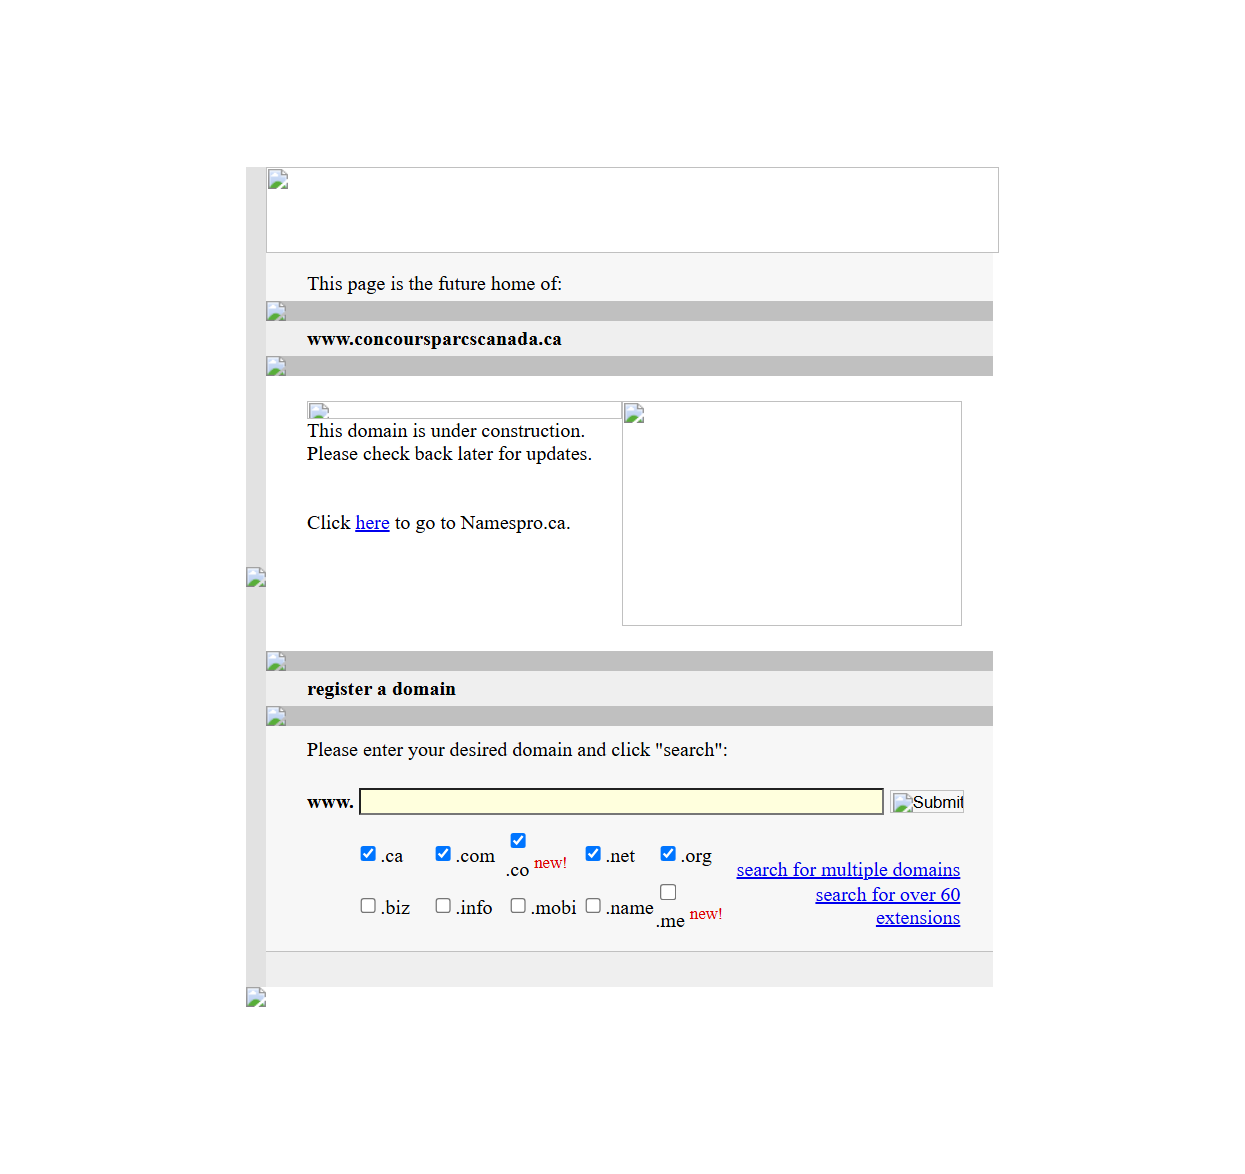 This page is the future home of:
www.concoursparcscanada.ca
This domain is under construction.
Please check back later for updates.
Click here to go to Namespro.ca.
register a domain
Please enter your desired domain and click "search":
www. Submit
.ca .com .co new! .net .org
search for multiple domains
search for over 60
extensions
.biz .info .mobi .name .me new!